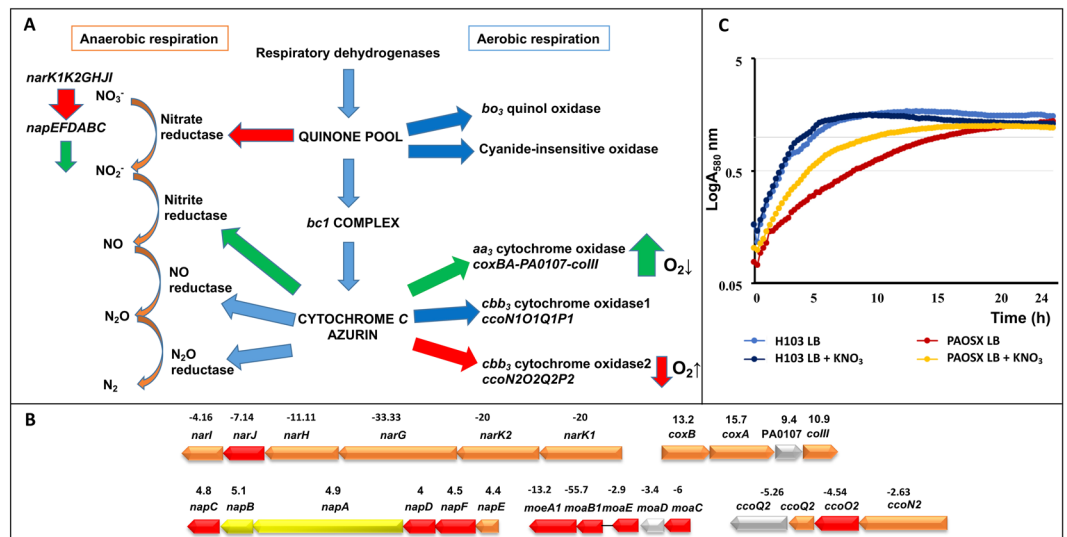 A
Anaerobic respiration
Respiratory dehydrogenases
Aerobic respiration
narK1K2GHJI
NO3-
napEFDABC
Nitrate
reductase
QUINONE POOL
bo3 quinol oxidase
Cyanide-insensitive oxidase
NO2-
Nitrite
reductase
bc1 COMPLEX
NO
aa3 cytochrome oxidase
coxBA-PA0107-coIII
O2↓
NO
reductase
CYTOCHROME C
AZURIN
cbb3 cytochrome oxidase1
ccoN1O1Q1P1
N2O
N2O
reductase
cbb3 cytochrome oxidase2
ccoN2O2Q2P2
O2↑
N2
C
5
0.5
0.05
LogA580 nm
0 5 10 15 20 24
Time (h)
H103 LB
PAOSX LB
H103 LB + KNO3
PAOSX LB + KNO3
B
-4.16 -7.14 -11.11 -33.33 -20 -20
narI narJ narH narG narK2 narK1
13.2 15.7 9.4 10.9
coxB coxA PA0107 coIII
4.8 5.1 4.9 4 4.5 4.4
napC napB napA napD napF napE
-13.2 -55.7 -2.9 -3.4 -6
moeA1 moaB1 moaE moaD moaC
-5.26 -4.54 -2.63
ccoQ2 ccoQ2 ccoO2 ccoN2